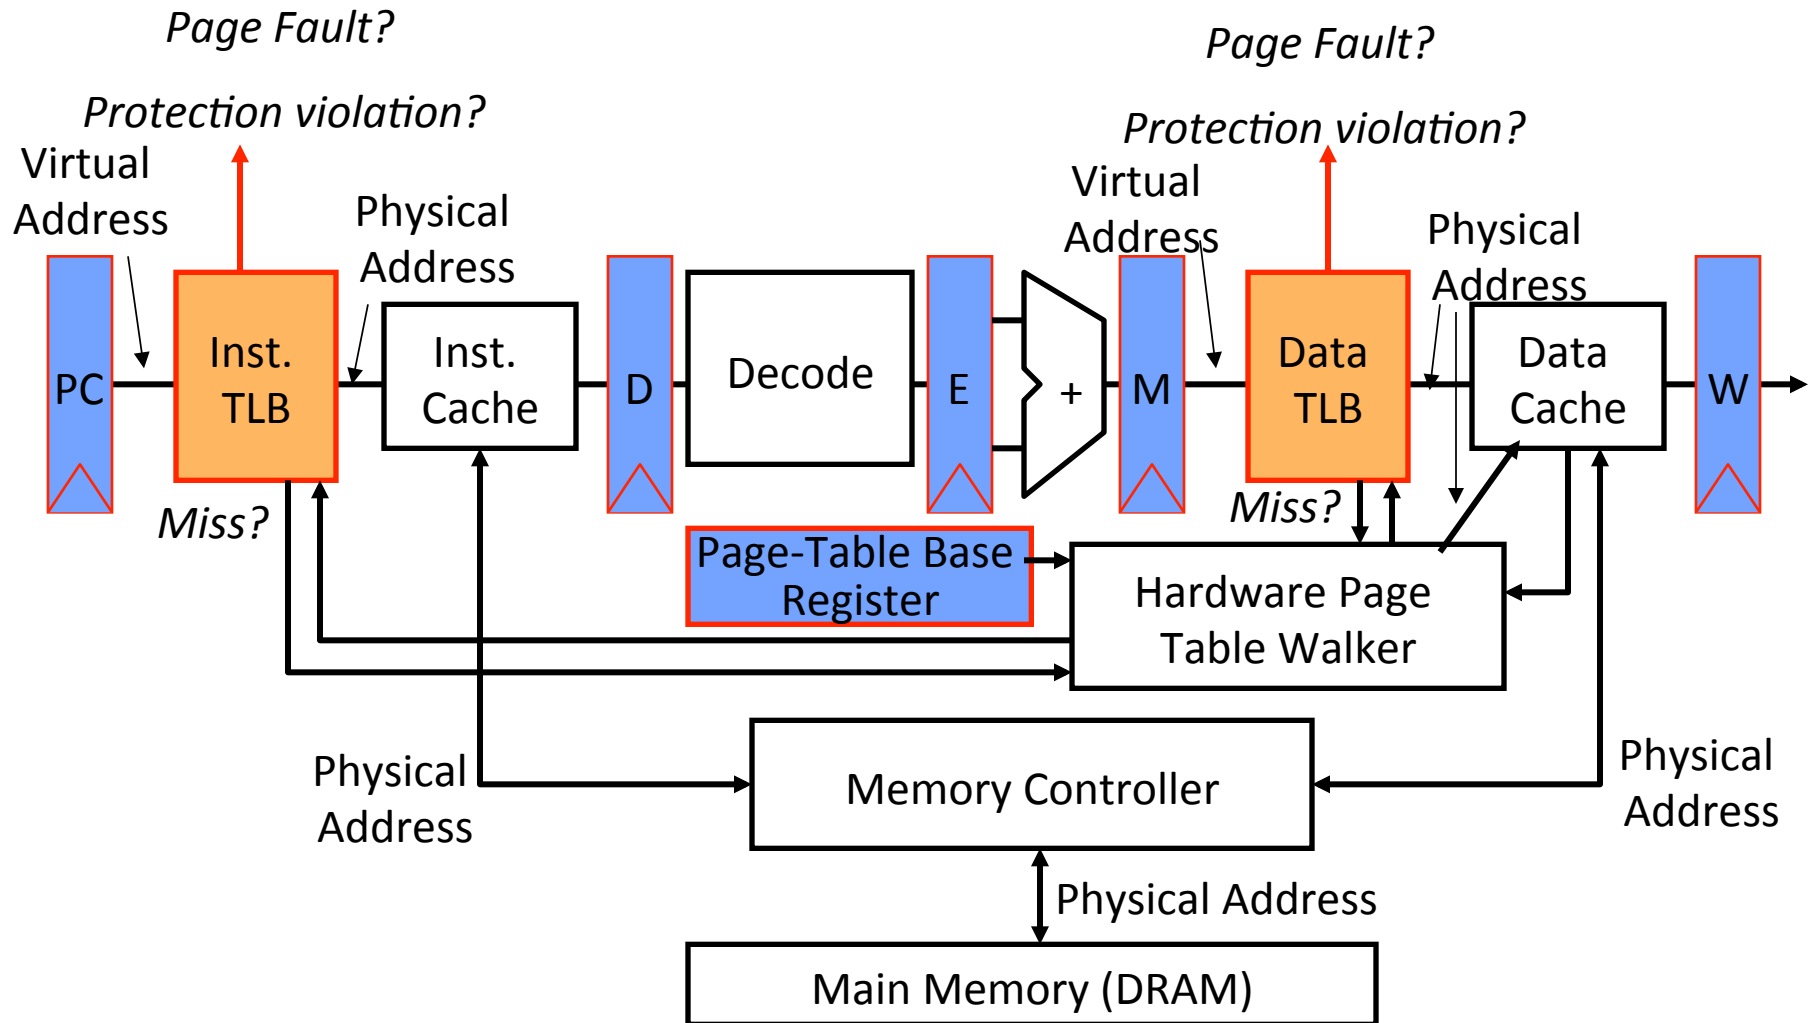 Page Fault?
Protection violation?
Virtual
Address
Physical
Address
Page Fault?
Protection violation?
Virtual
Address
Physical
Address
PC
Inst.
TLB
Inst.
Cache
D
Decode
E
+
M
Data
TLB
Data
Cache
W
Miss?
Miss?
Page-Table Base
Register
Hardware Page
Table Walker
Physical
Address
Memory Controller
Physical
Address
Physical Address
Main Memory (DRAM)